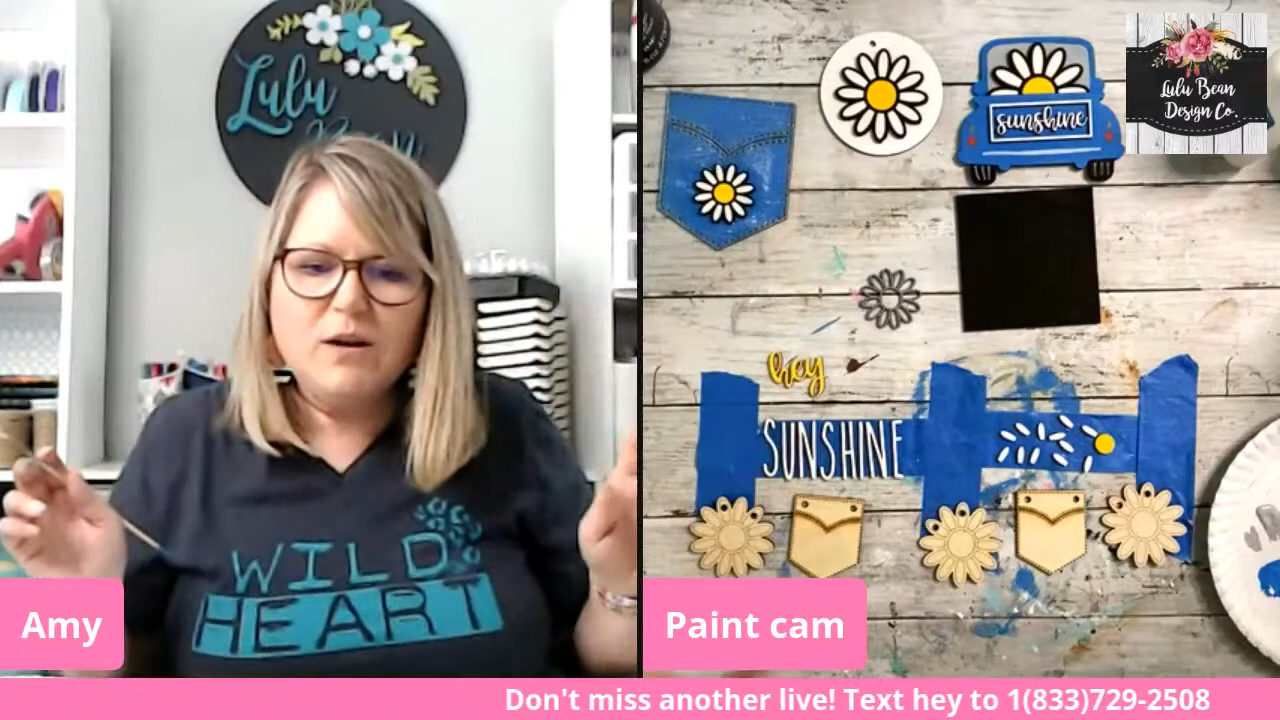 Lulu
Bean
WILD
HEART
Amy
sunshine
Lulu Bean
Design Co.
hey
SUNSHINE
Paint cam
Don't miss another live! Text hey to 1(833)729-2508